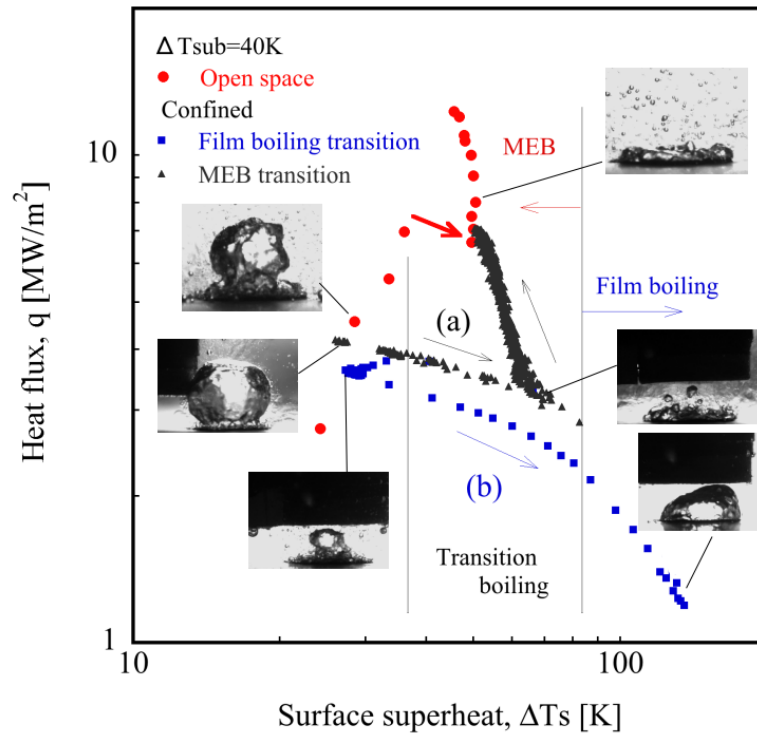 Δ Tsub=40K
Open space
Confined
Film boiling transition
MEB transition
MEB
Film boiling
(a)
(b)
Transition
boiling
10
1
10
100
Heat flux, q [MW/m²]
Surface superheat, ΔTs [K]